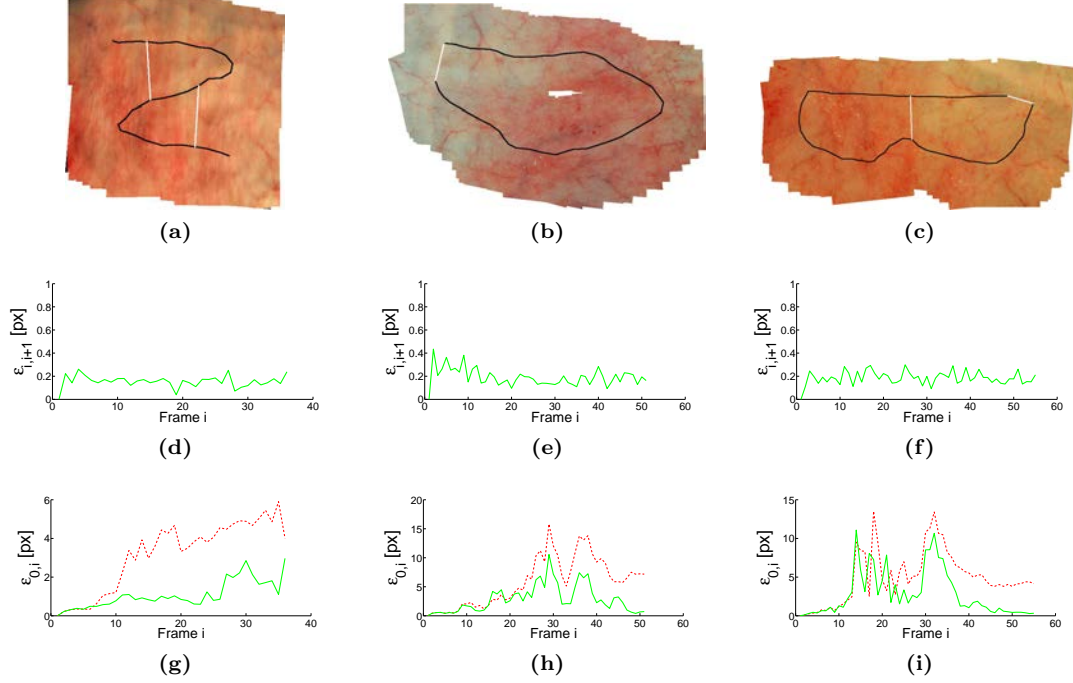 (a)
(b)
(c)
ε_{i,i+1} [px]
1
0.8
0.6
0.4
0.2
0
0 10 20 30 40
Frame i
(d)
ε_{i,i+1} [px]
1
0.8
0.6
0.4
0.2
0
0 10 20 30 40 50 60
Frame i
(e)
ε_{i,i+1} [px]
1
0.8
0.6
0.4
0.2
0
0 10 20 30 40 50 60
Frame i
(f)
ε_{0,i} [px]
6
4
2
0
0 10 20 30 40
Frame i
(g)
ε_{0,i} [px]
20
15
10
5
0
0 10 20 30 40 50 60
Frame i
(h)
ε_{0,i} [px]
15
10
5
0
0 10 20 30 40 50 60
Frame i
(i)